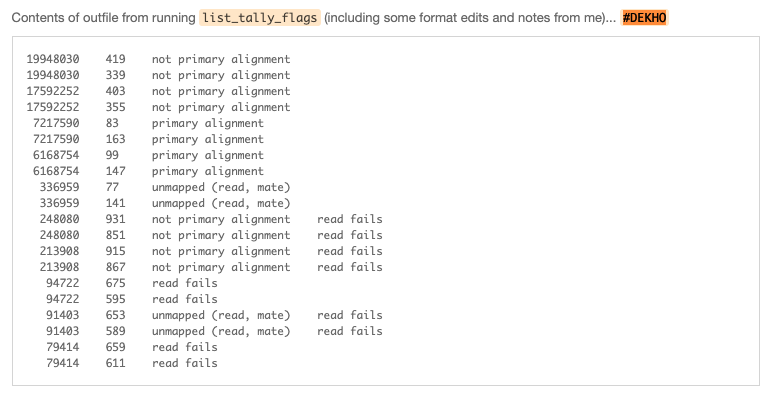 Contents of outfile from running list_tally_flags (including some format edits and notes from me)... #DEKHO
19948030 419 not primary alignment
19948030 339 not primary alignment
17592252 403 not primary alignment
17592252 355 not primary alignment
7217590 83 primary alignment
7217590 163 primary alignment
6168754 99 primary alignment
6168754 147 primary alignment
336959 77 unmapped (read, mate)
336959 141 unmapped (read, mate)
248080 931 not primary alignment read fails
248080 851 not primary alignment read fails
213908 915 not primary alignment read fails
213908 867 not primary alignment read fails
94722 675 read fails
94722 595 read fails
91403 653 unmapped (read, mate) read fails
91403 589 unmapped (read, mate) read fails
79414 659 read fails
79414 611 read fails